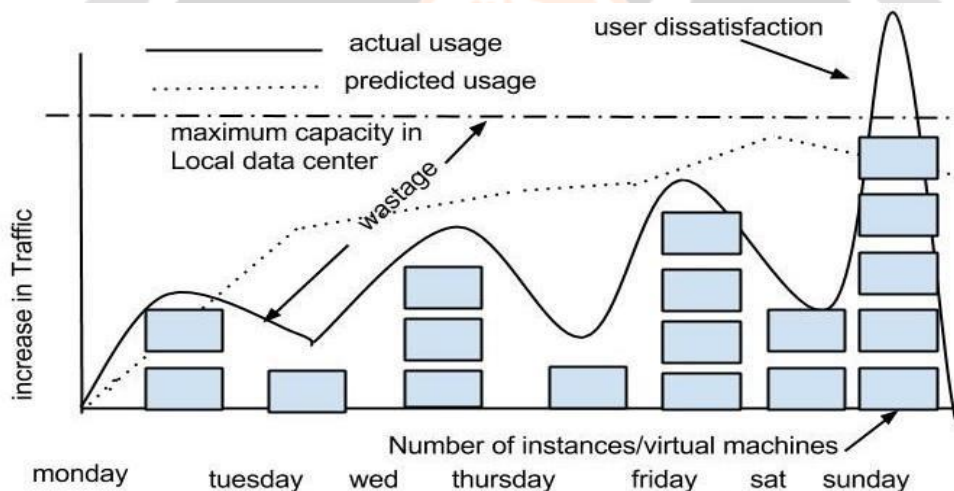 user dissatisfaction
actual usage
predicted usage
maximum capacity in
Local data center
wastage
increase in Traffic
Number of instances/virtual machines
monday tuesday wed thursday friday sat sunday